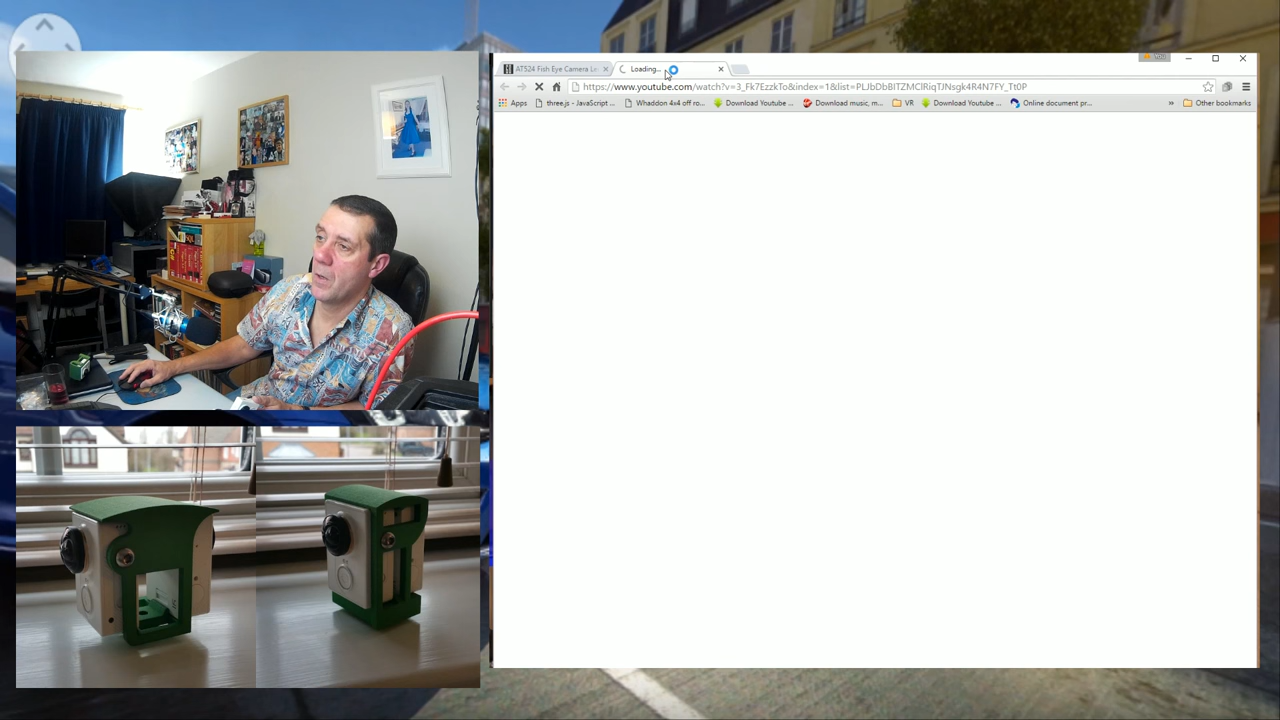 AT524 Fish Eye Camera Le
Loading...
https://www.youtube.com/watch?v=3_Fk7EzzkTo&index=1&list=PLJbDbBITZMClRiqTJNsgk4R4N7FY_Tt0P
Apps three.js - JavaScript ... Whaddon 4x4 off ro... Download Youtube ... Download music, m... VR Download Youtube ... Online document pr... » Other bookmarks